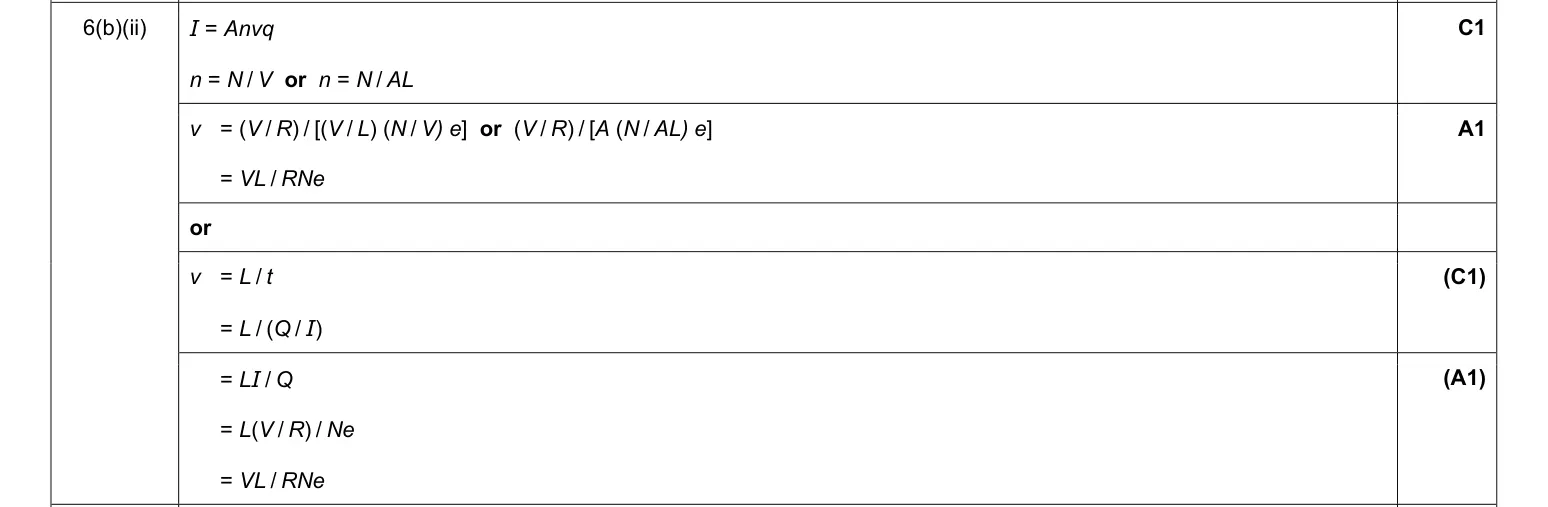 6(b)(ii) I = Anvq C1
n = N / V or n = N / AL
v = (V / R) / [(V / L) (N / V) e] or (V / R) / [A (N / AL) e] A1
= VL / RNe
or
v = L / t (C1)
= L / (Q / I)
= LI / Q (A1)
= L(V / R) / Ne
= VL / RNe